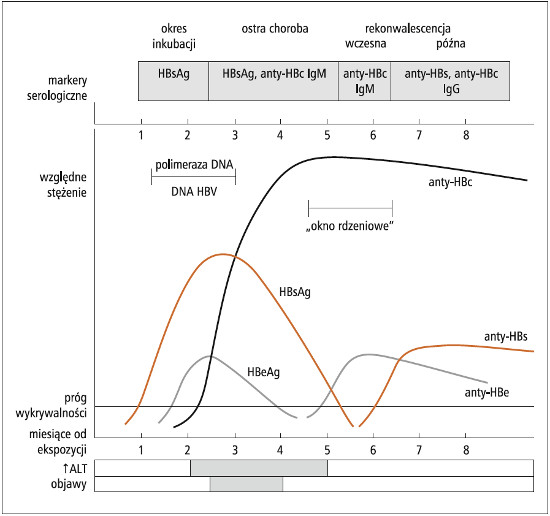 okres
inkubacji
ostra choroba
rekonwalescencja
wczesna późna
markery
serologiczne
HBsAg
HBsAg, anty-HBc IgM
anty-HBc
IgM
anty-HBs, anty-HBc
IgG
1 2 3 4 5 6 7 8
względne
stężenie
polimeraza DNA
DNA HBV
anty-HBc
„okno rdzeniowe“
HBsAg
anty-HBs
HBeAg
anty-HBe
próg
wykrywalności
miesiące od
ekspozycji
1 2 3 4 5 6 7 8
↑ALT
objawy